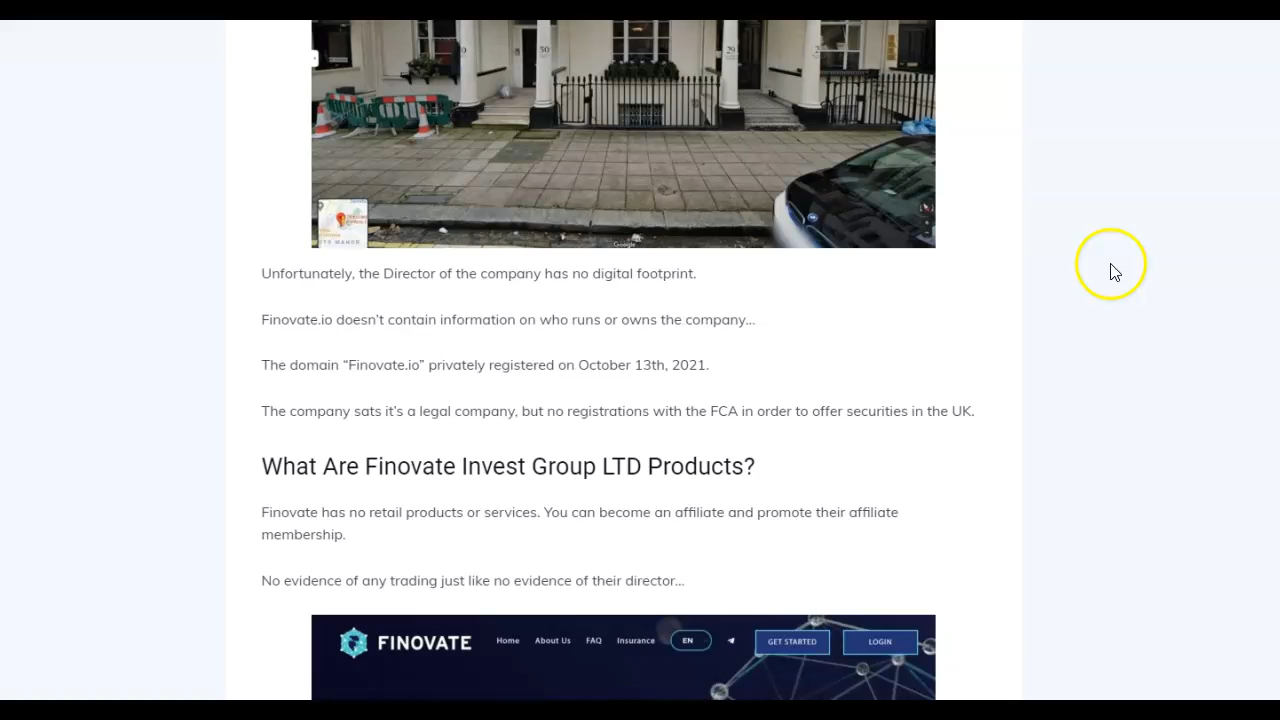 30
29
Google
Unfortunately, the Director of the company has no digital footprint.
Finovate.io doesn't contain information on who runs or owns the company...
The domain “Finovate.io” privately registered on October 13th, 2021.
The company sats it's a legal company, but no registrations with the FCA in order to offer securities in the UK.
What Are Finovate Invest Group LTD Products?
Finovate has no retail products or services. You can become an affiliate and promote their affiliate
membership.
No evidence of any trading just like no evidence of their director...
FINOVATE Home About Us FAQ Insurance EN GET STARTED LOGIN